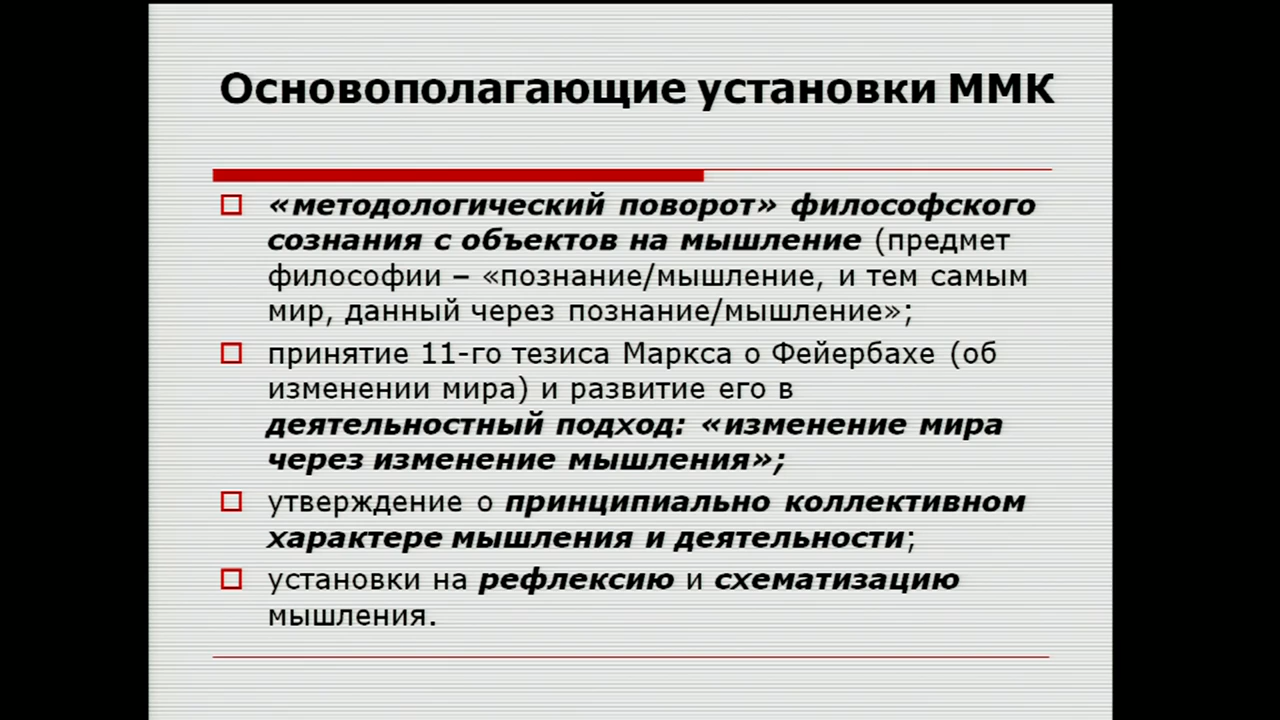 Основополагающие установки ММК
«методологический поворот» философского
сознания с объектов на мышление (предмет
философии – «познание/мышление, и тем самым
мир, данный через познание/мышление»;
принятие 11-го тезиса Маркса о Фейербахе (об
изменении мира) и развитие его в
деятельностный подход: «изменение мира
через изменение мышления»;
утверждение о принципиально коллективном
характере мышления и деятельности;
установки на рефлексию и схематизацию
мышления.